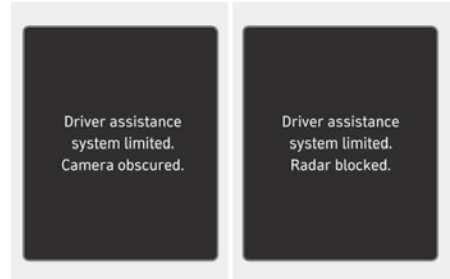 Driver assistance
system limited.
Camera obscured.
Driver assistance
system limited.
Radar blocked.